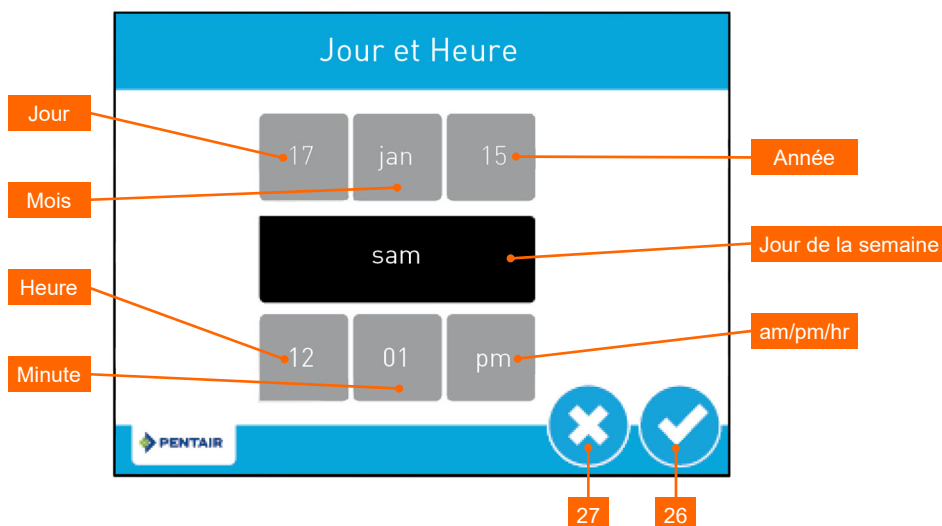 Jour et Heure
Jour
17 jan 15
Année
Mois
sam
Jour de la semaine
Heure
12 01 pm
am/pm/hr
Minute
PENTAIR
27 26